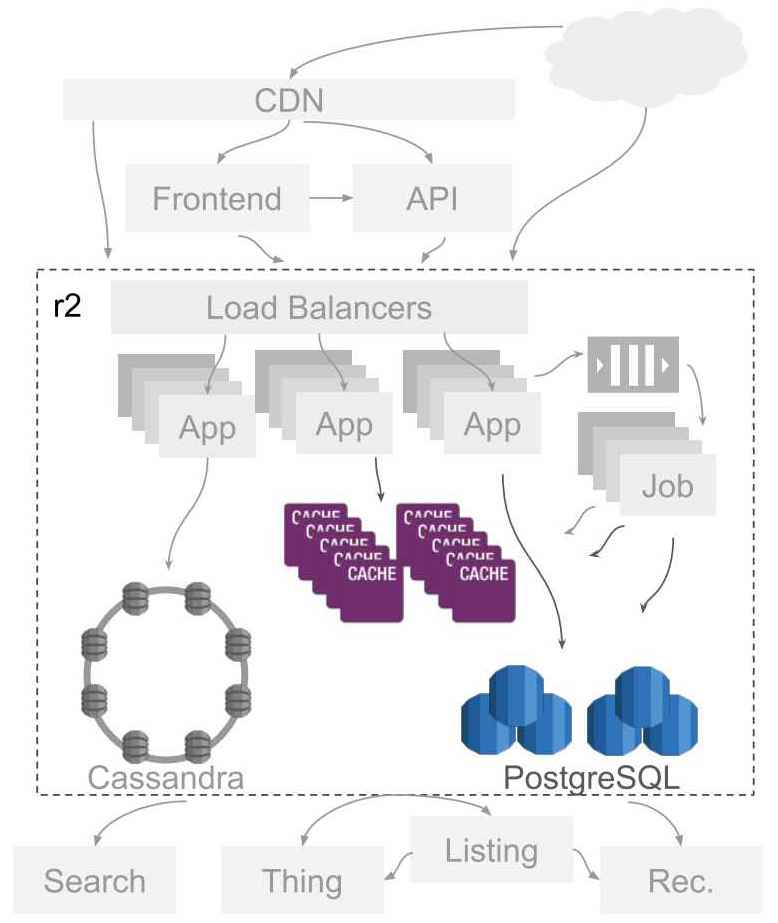 CDN
Frontend
API
r2
Load Balancers
App
App
App
Job
CACHE
CACHE
CACHE
CACHE
CACHE
CACHE
CACHE
CACHE
CACHE
CACHE
Cassandra
PostgreSQL
Listing
Search
Thing
Rec.